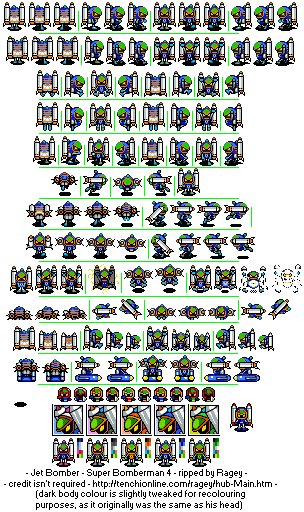 - Jet Bomber - Super Bomberman 4 - ripped by Ragey -
- credit isn't required - http://tenchionline.com/ragey/hub-Main.htm -
(dark body colour is slightly tweaked for recolouring
purposes, as it originally was the same as his head)